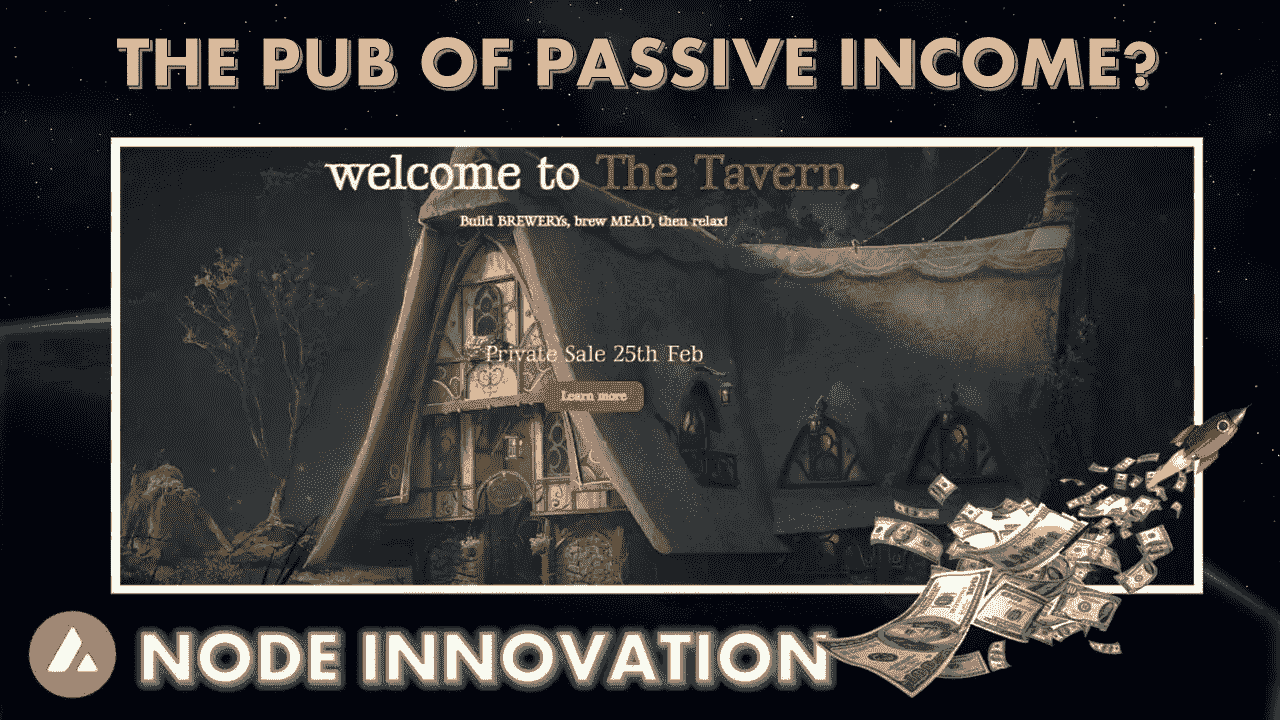 THE PUB OF PASSIVE INCOME?
welcome to The Tavern.
Build BREWERYs, brew MEAD, then relax!
Private Sale 25th Feb
Learn more
NODE INNOVATION